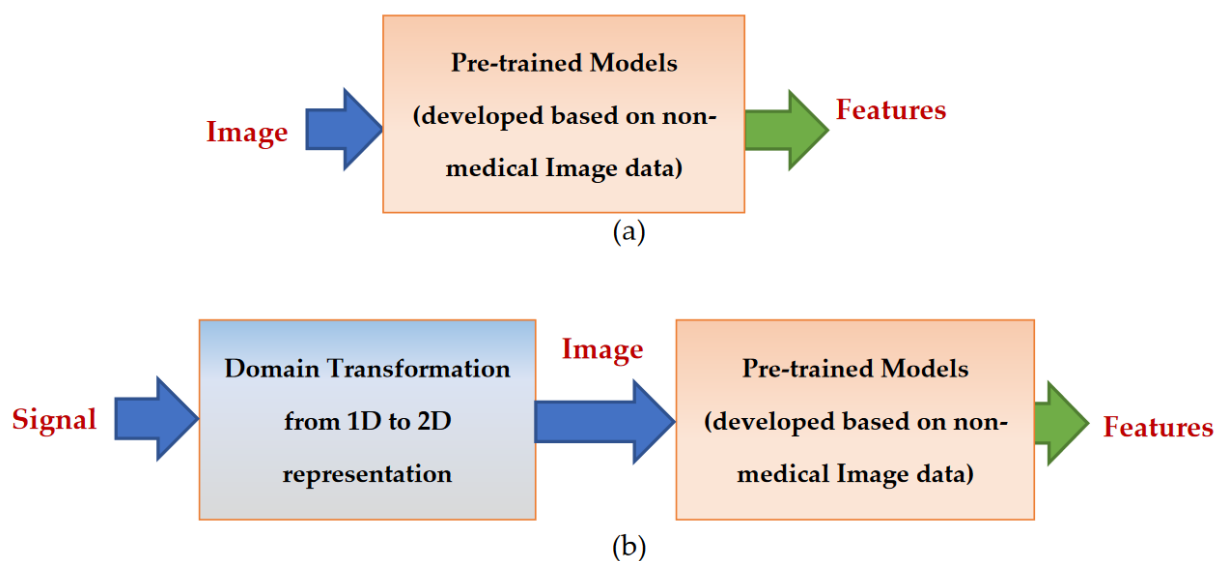 Image
Pre-trained Models
(developed based on non-
medical Image data)
Features
(a)
Signal
Domain Transformation
from 1D to 2D
representation
Image
Pre-trained Models
(developed based on non-
medical Image data)
Features
(b)